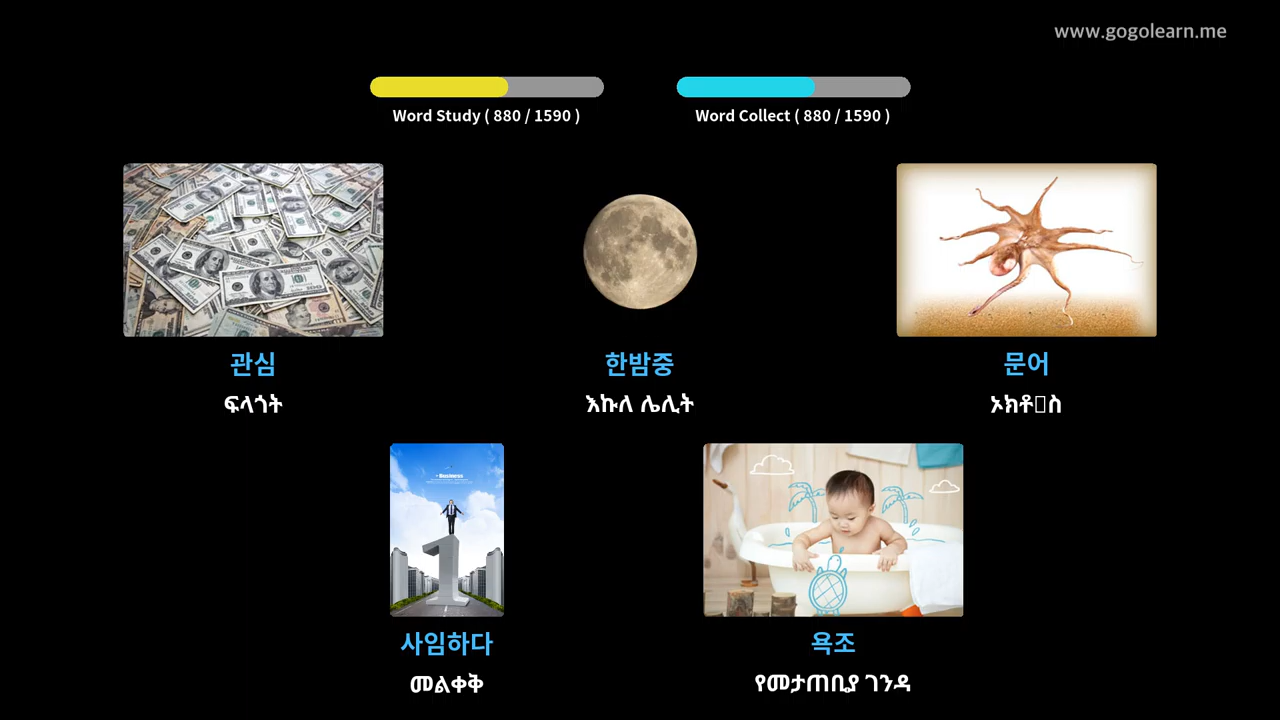 www.gogolearn.me
Word Study ( 880 / 1590 )
Word Collect ( 880 / 1590 )
관심
ፍላጎት
한밤중
እኩለ ሌሊት
문어
ኦክቶ▯ስ
사임하다
መልቀቅ
욕조
የመታጠቢያ ገንዳ